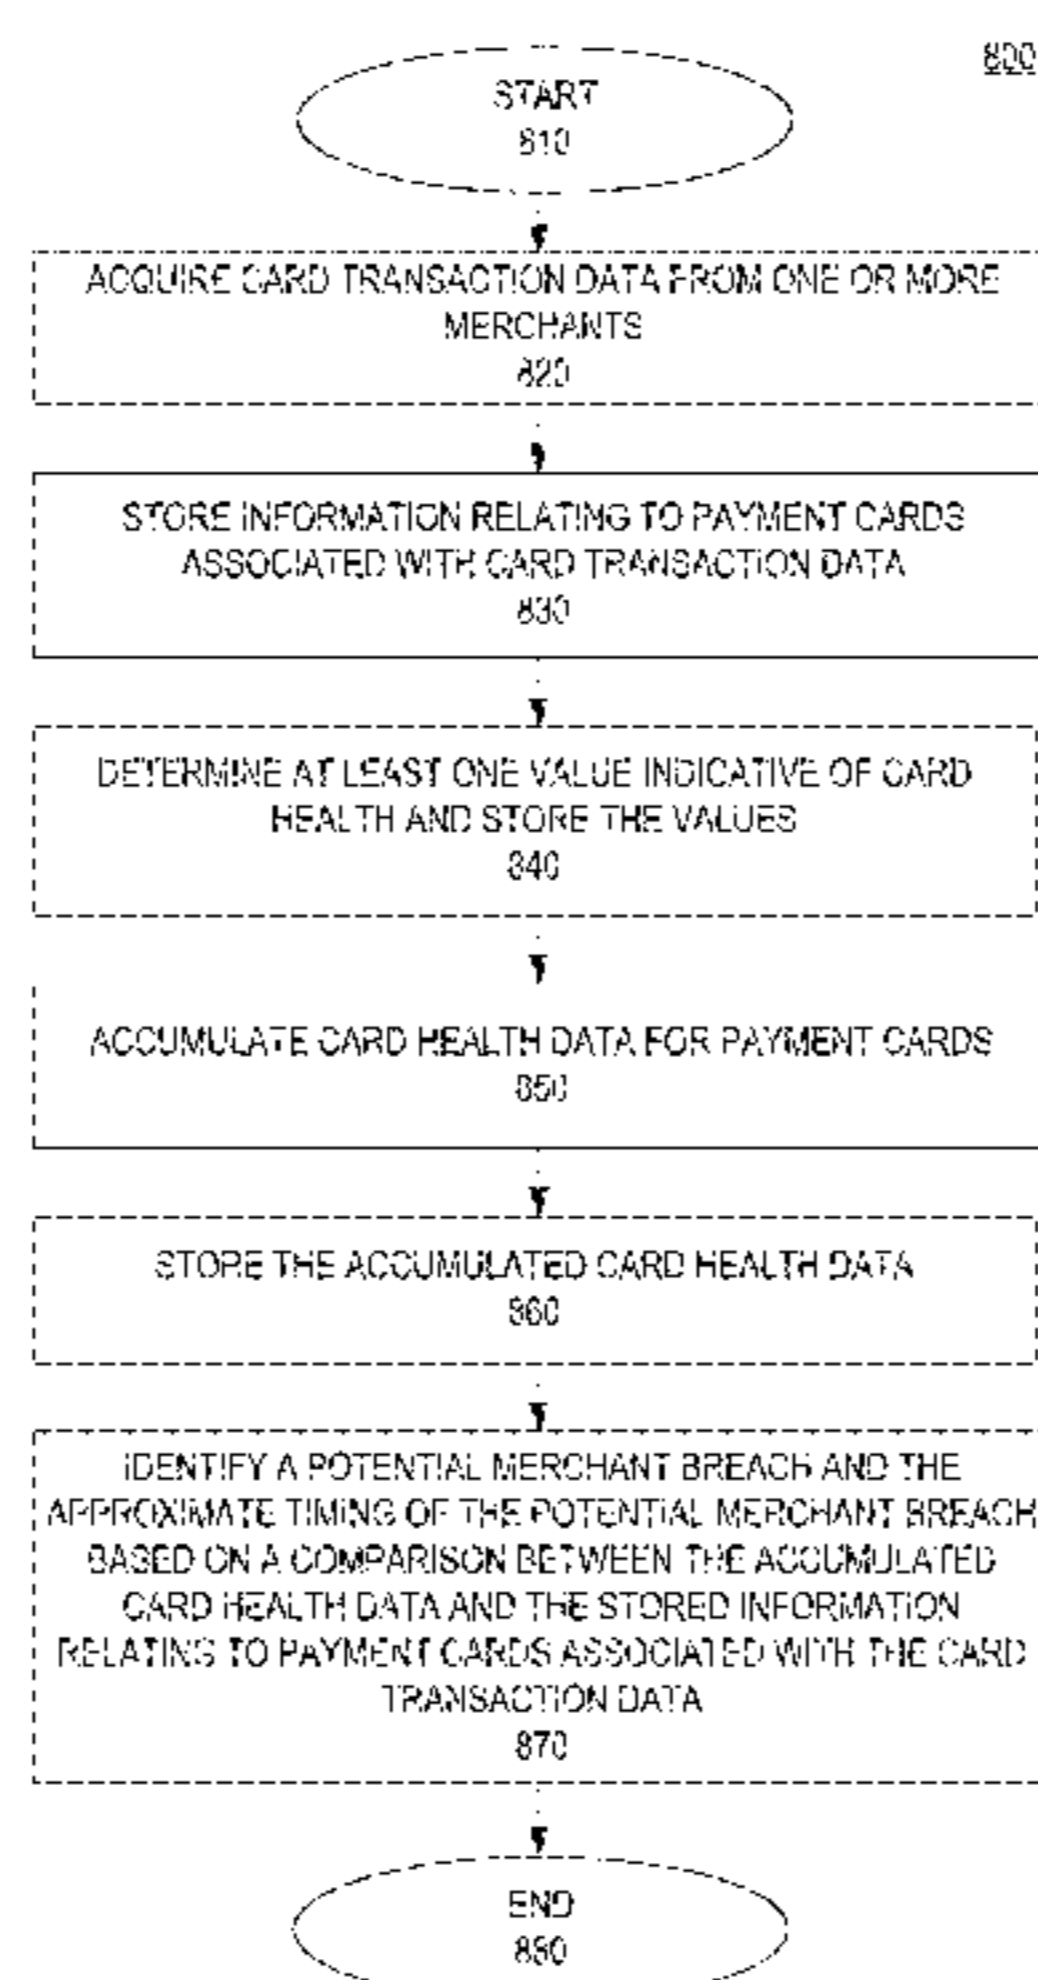 800
START
810
ACQUIRE CARD TRANSACTION DATA FROM ONE OR MORE
MERCHANTS
820
STORE INFORMATION RELATING TO PAYMENT CARDS
ASSOCIATED WITH CARD TRANSACTION DATA
830
DETERMINE AT LEAST ONE VALUE INDICATIVE OF CARD
HEALTH AND STORE THE VALUES
840
ACCUMULATE CARD HEALTH DATA FOR PAYMENT CARDS
850
STORE THE ACCUMULATED CARD HEALTH DATA
860
IDENTIFY A POTENTIAL MERCHANT BREACH AND THE
APPROXIMATE TIMING OF THE POTENTIAL MERCHANT BREACH
BASED ON A COMPARISON BETWEEN THE ACCUMULATED
CARD HEALTH DATA AND THE STORED INFORMATION
RELATING TO PAYMENT CARDS ASSOCIATED WITH THE CARD
TRANSACTION DATA
870
END
880